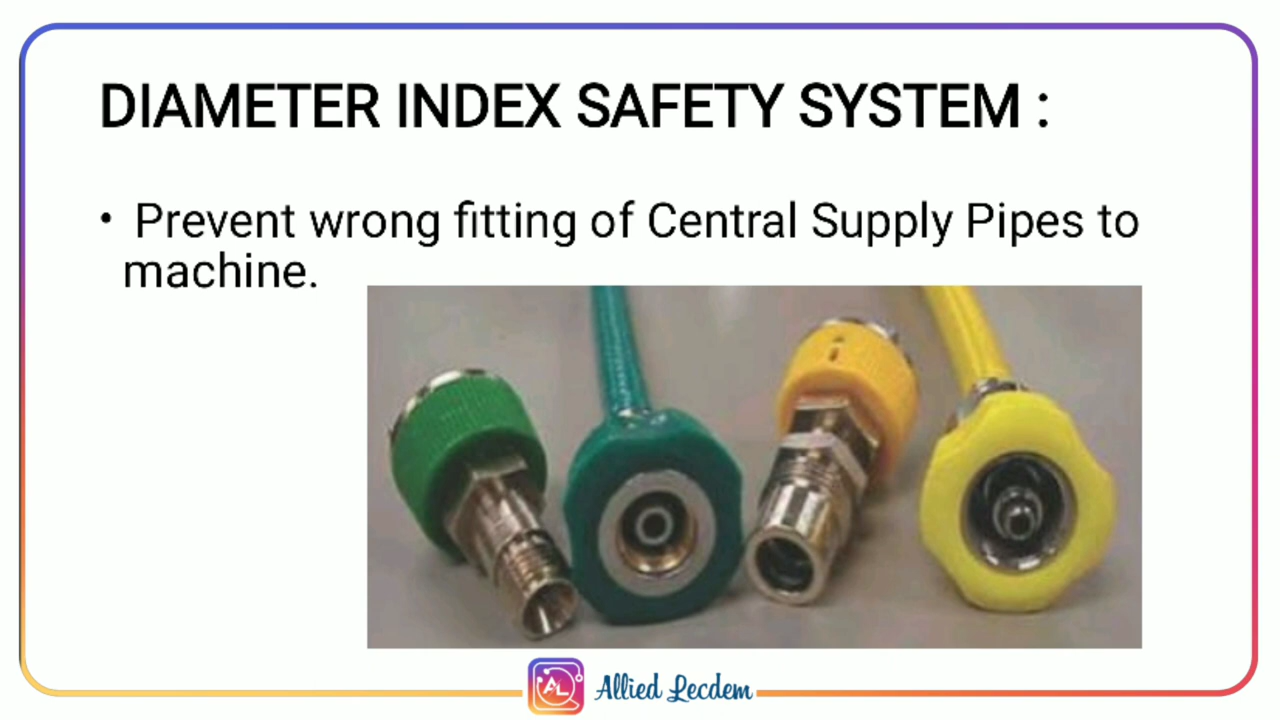 DIAMETER INDEX SAFETY SYSTEM :
• Prevent wrong fitting of Central Supply Pipes to
machine.
AL
Allied Lecdem